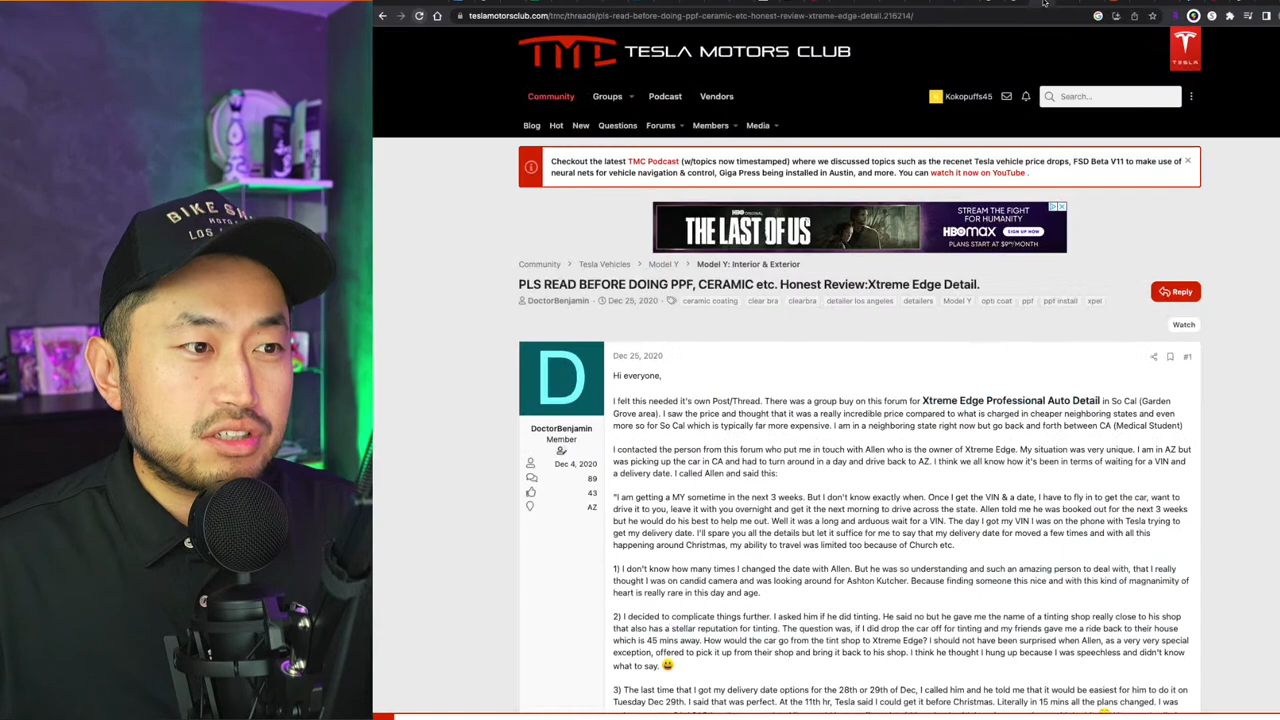 teslamotorsclub.com/tmc/threads/pls-read-before-doing-ppf-ceramic-etc-honest-review-xtreme-edge-detail.216214/
TMC TESLA MOTORS CLUB
TESLA
Community Groups Podcast Vendors
Kokopuffs45
Search...
Blog Hot New Questions Forums Members Media
Checkout the latest TMC Podcast (w/topics now timestamped) where we discussed topics such as the recenet Tesla vehicle price drops, FSD Beta V11 to make use of
neural nets for vehicle navigation & control, Giga Press being installed in Austin, and more. You can watch it now on YouTube .
HBO ORIGINAL
THE LAST OF US
STREAM THE FIGHT
FOR HUMANITY
HBOMAX SIGN UP NOW
PLANS START AT $9.99/MONTH
Community Tesla Vehicles Model Y Model Y: Interior & Exterior
PLS READ BEFORE DOING PPF, CERAMIC etc. Honest Review:Xtreme Edge Detail.
Reply
DoctorBenjamin Dec 25, 2020 ceramic coating clear bra clearbra detailer los angeles detailers Model Y opti coat ppf ppf install xpel
Watch
D
DoctorBenjamin
Member
Dec 4, 2020
89
43
AZ
Dec 25, 2020
#1
Hi everyone,
I felt this needed it's own Post/Thread. There was a group buy on this forum for Xtreme Edge Professional Auto Detail in So Cal (Garden
Grove area). I saw the price and thought that it was a really incredible price compared to what is charged in cheaper neighboring states and even
more so for So Cal which is typically far more expensive. I am in a neighboring state right now but go back and forth between CA (Medical Student)
I contacted the person from this forum who put me in touch with Allen who is the owner of Xtreme Edge. My situation was very unique. I am in AZ but
was picking up the car in CA and had to turn around in a day and drive back to AZ. I think we all know how it's been in terms of waiting for a VIN and
a delivery date. I called Allen and said this:
"I am getting a MY sometime in the next 3 weeks. But I don't know exactly when. Once I get the VIN & a date, I have to fly in to get the car, want to
drive it to you, leave it with you overnight and get it the next morning to drive across the state. Allen told me he was booked out for the next 3 weeks
but he would do his best to help me out. Well it was a long and arduous wait for a VIN. The day I got my VIN I was on the phone with Tesla trying to
get my delivery date. I'll spare you all the details but let it suffice for me to say that my delivery date for moved a few times and with all this
happening around Christmas, my ability to travel was limited too because of Church etc.
1) I don't know how many times I changed the date with Allen. But he was so understanding and such an amazing person to deal with, that I really
thought I was on candid camera and was looking around for Ashton Kutcher. Because finding someone this nice and with this kind of magnanimity of
heart is really rare in this day and age.
2) I decided to complicate things further. I asked him if he did tinting. He said no but he gave me the name of a tinting shop really close to his shop
that also has a stellar reputation for tinting. The question was, if I did drop the car off for tinting and my friends gave me a ride back to their house
which is 45 mins away. How would the car go from the tint shop to Xtreme Edge? I should not have been surprised when Allen, as a very very special
exception, offered to pick it up from their shop and bring it back to his shop. I think he thought I hung up because I was speechless and didn't know
what to say. 😀
3) The last time that I got my delivery date options for the 28th or 29th of Dec, I called him and he told me that it would be easiest for him to do it on
Tuesday Dec 29th. I said that was perfect. At the 11th hr, Tesla said I could get it before Christmas. Literally in 15 mins all the plans changed. I was
BIKE
LOS